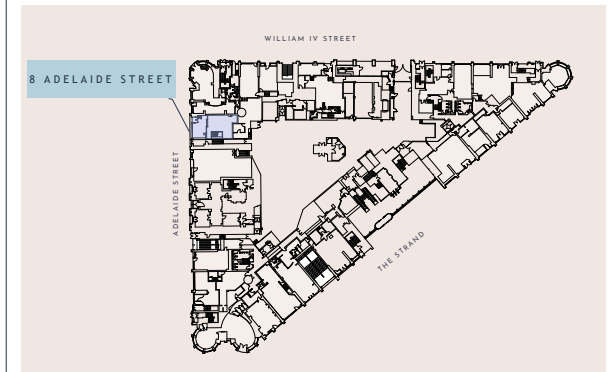 WILLIAM IV STREET
8 ADELAIDE STREET
ADELAIDE STREET
THE STRAND